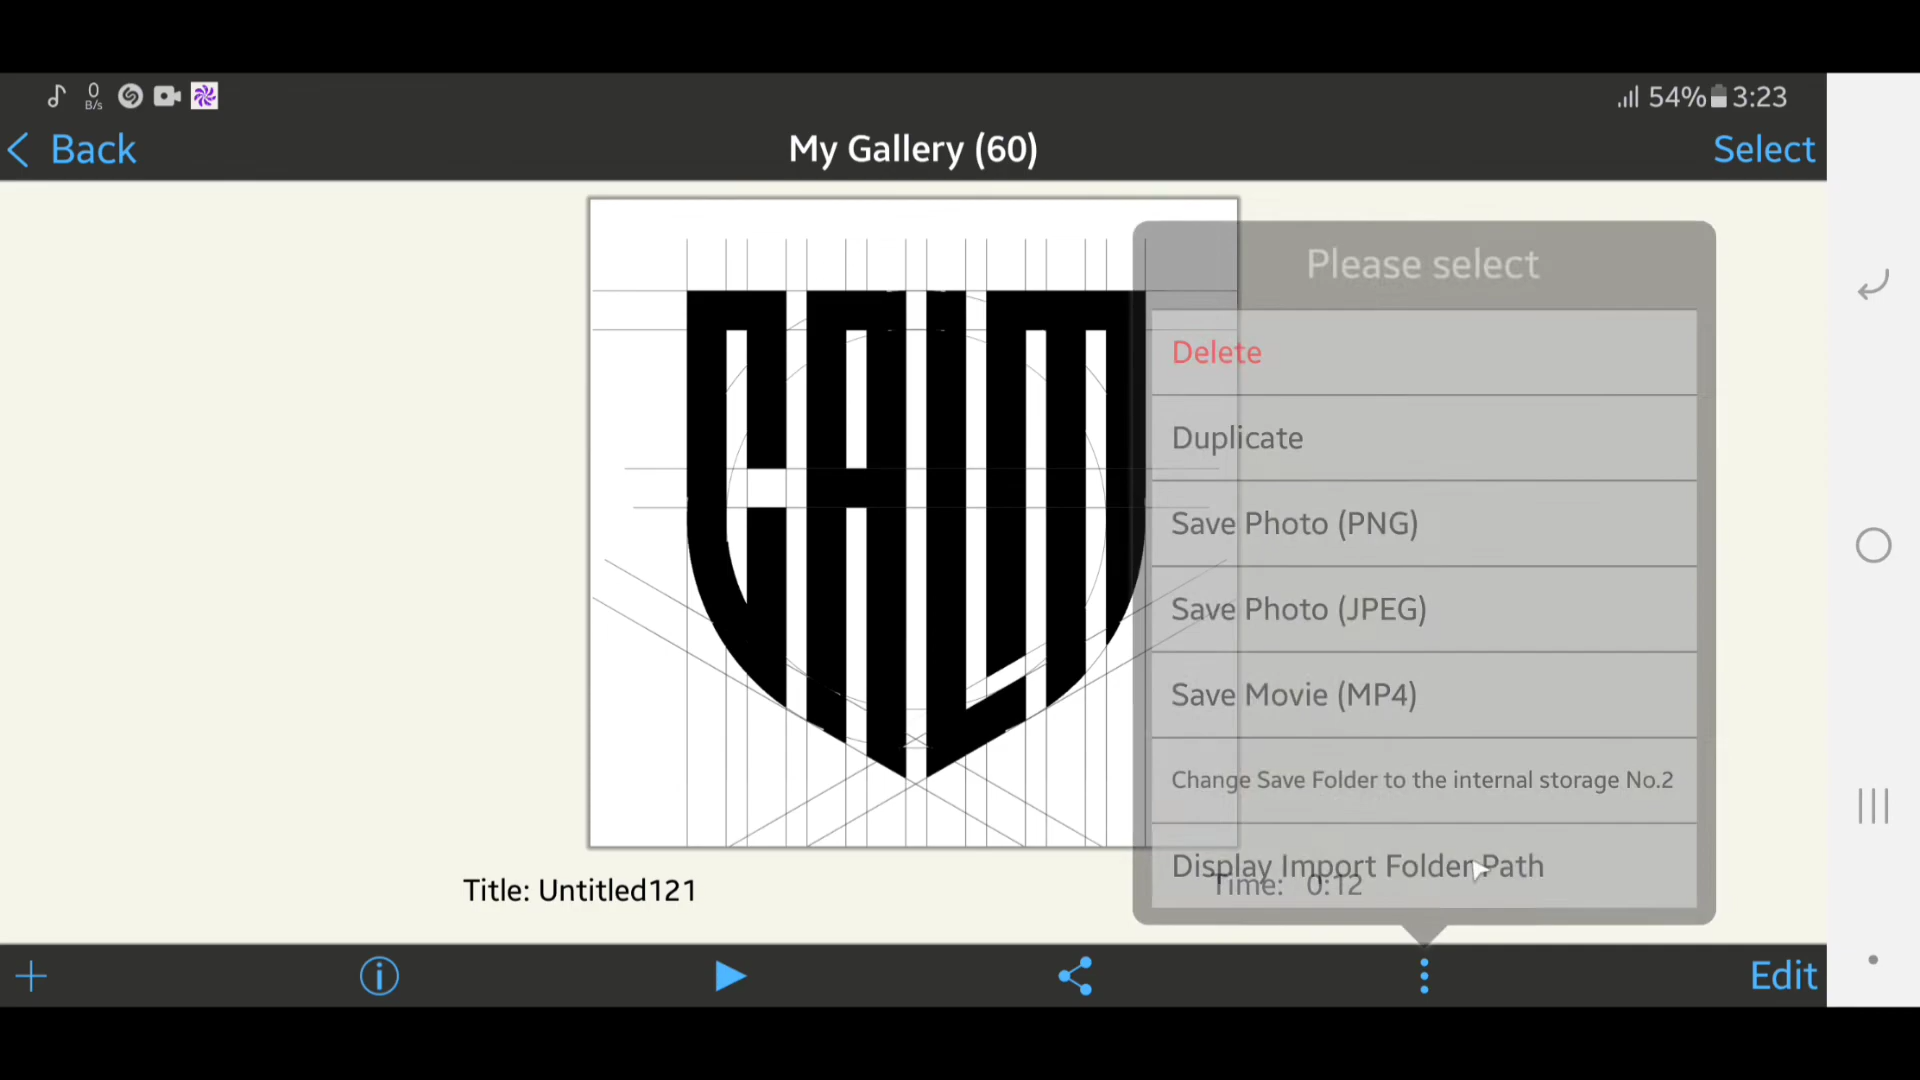 0
B/s
54%
3:23
Back
My Gallery (60)
Select
CALM
Please select
Delete
Duplicate
Save Photo (PNG)
Save Photo (JPEG)
Save Movie (MP4)
Change Save Folder to the internal storage No.2
Display Import Folder Path
Title: Untitled121
Time: 0:12
Edit